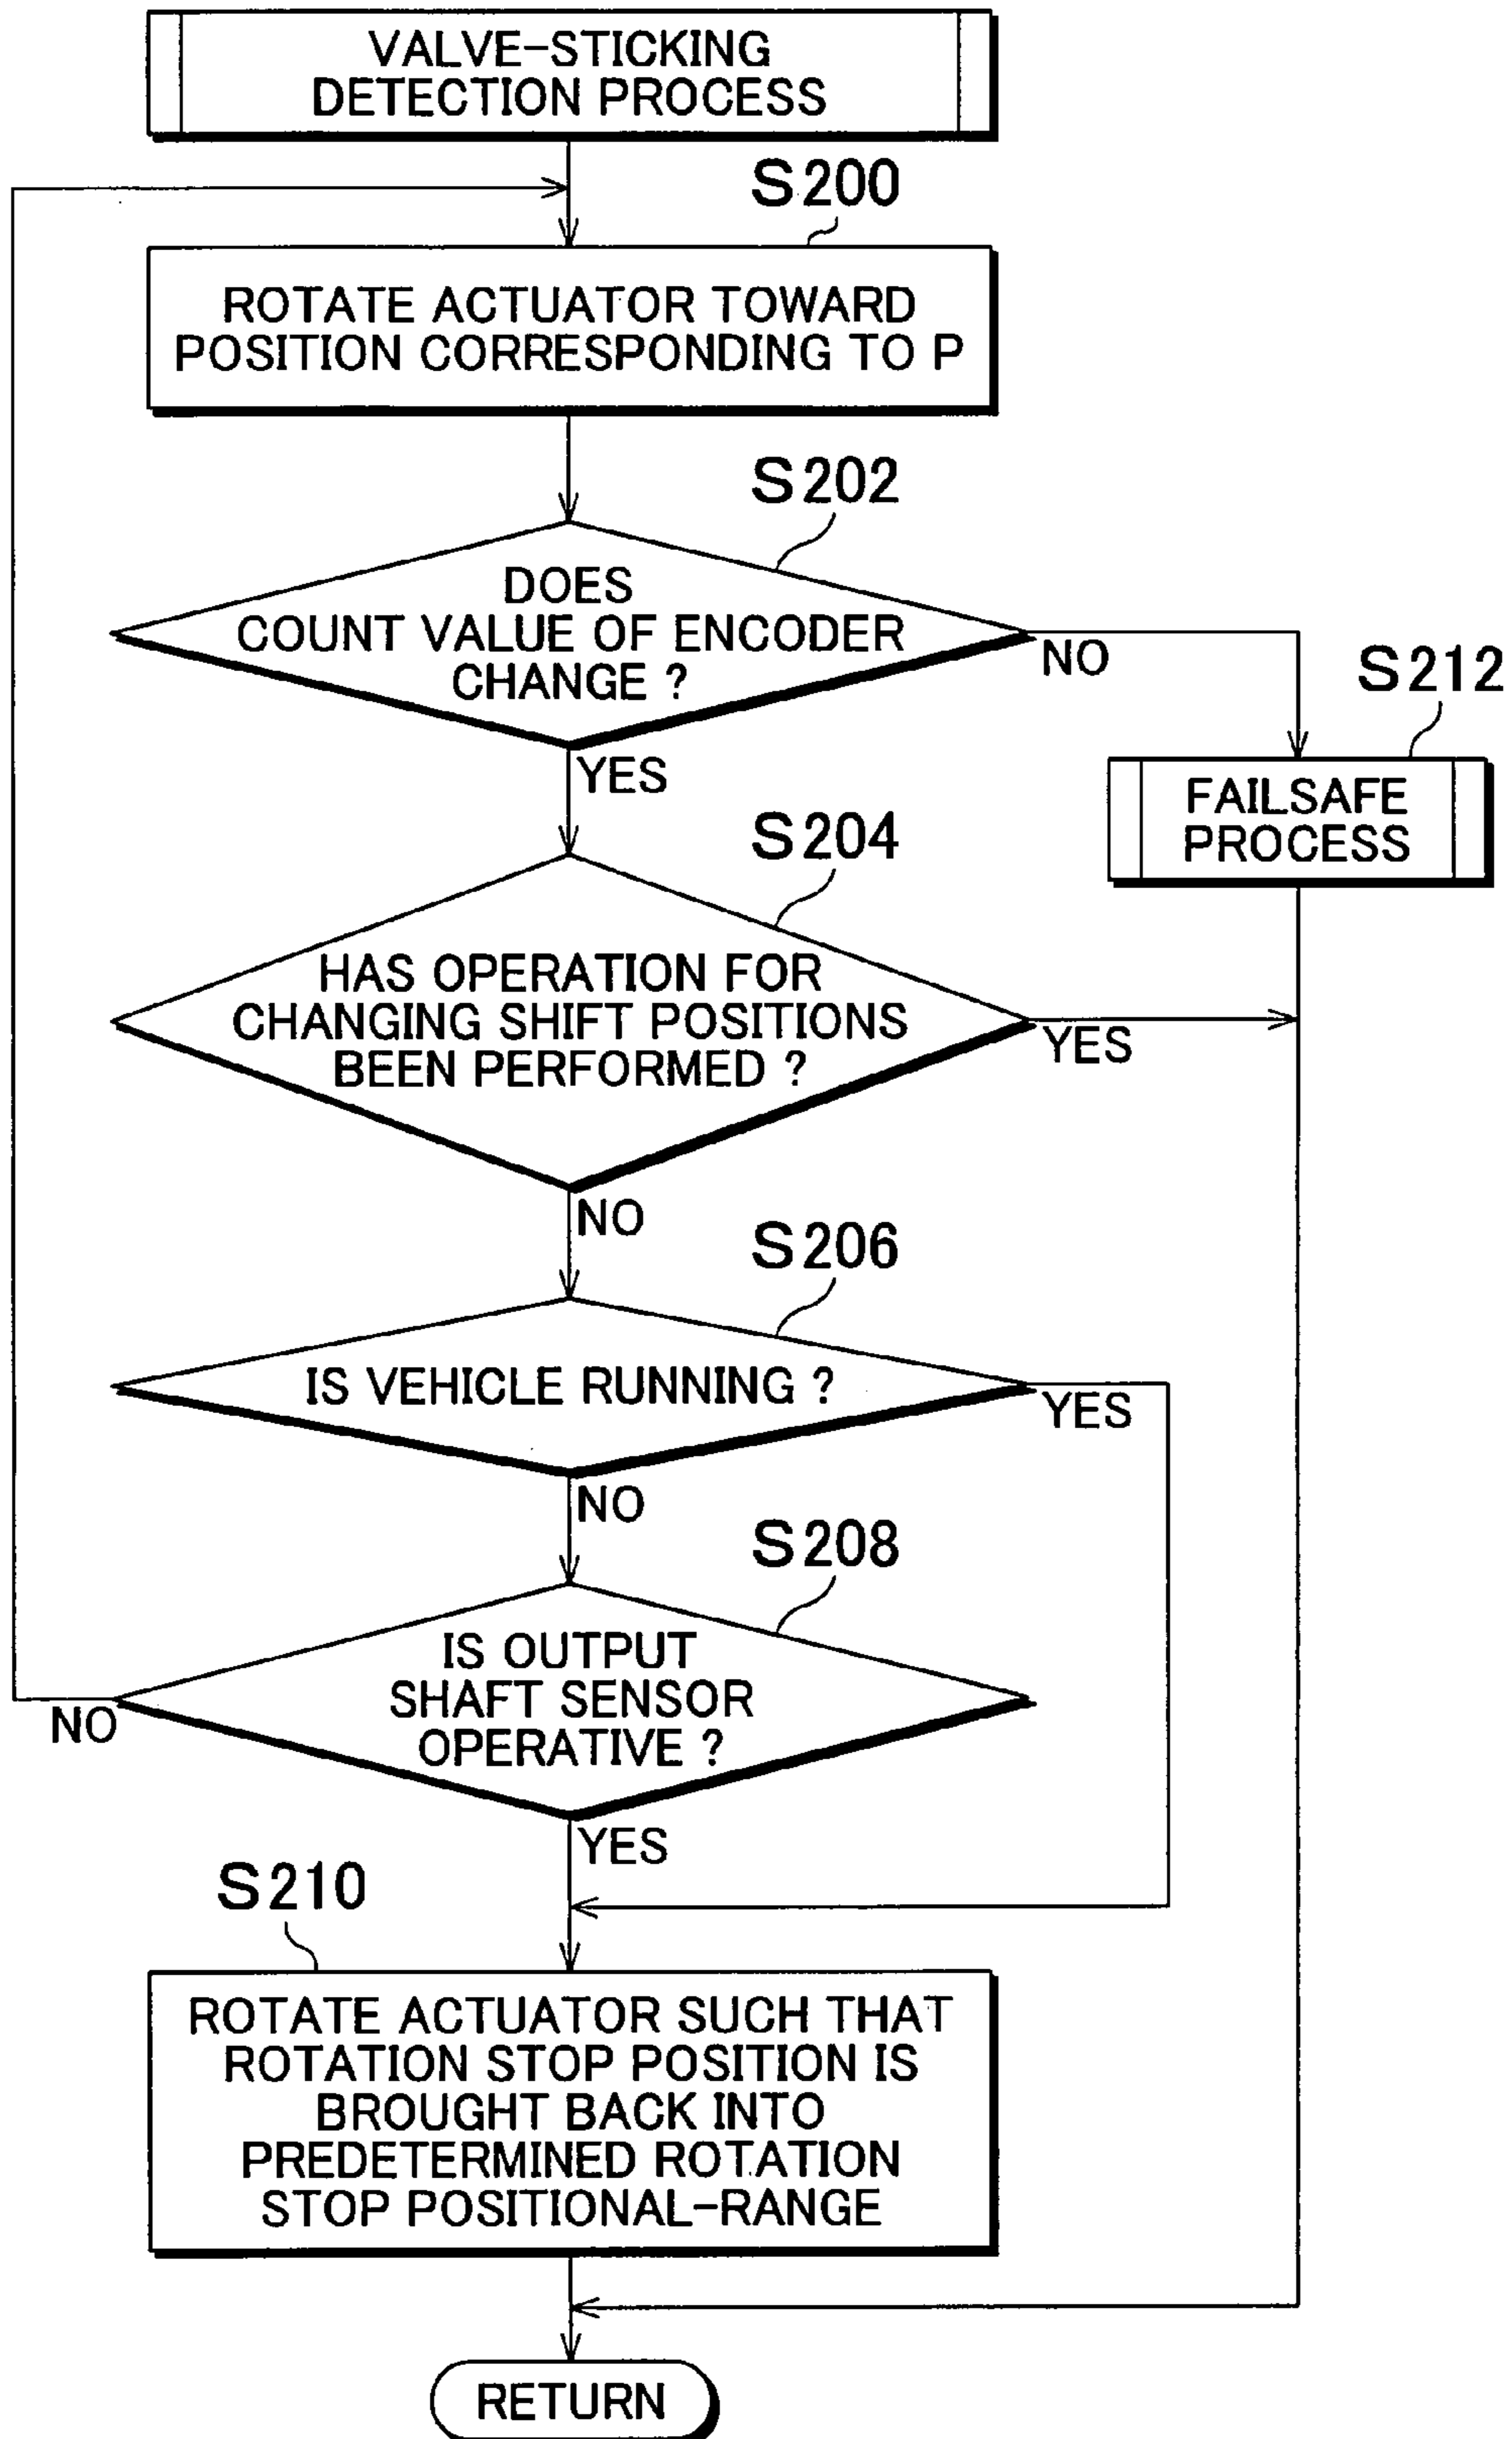 VALVE-STICKING
DETECTION PROCESS
S200
ROTATE ACTUATOR TOWARD
POSITION CORRESPONDING TO P
S202
DOES
COUNT VALUE OF ENCODER
CHANGE ?
NO
S212
YES
FAILSAFE
PROCESS
S204
HAS OPERATION FOR
CHANGING SHIFT POSITIONS
BEEN PERFORMED ?
YES
NO
S206
IS VEHICLE RUNNING ?
YES
NO
S208
IS OUTPUT
SHAFT SENSOR
OPERATIVE ?
NO
YES
S210
ROTATE ACTUATOR SUCH THAT
ROTATION STOP POSITION IS
BROUGHT BACK INTO
PREDETERMINED ROTATION
STOP POSITIONAL-RANGE
RETURN